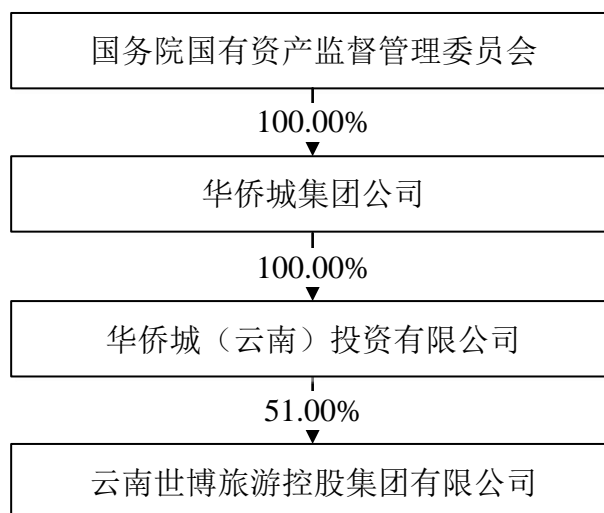 国务院国有资产监督管理委员会
100.00%
华侨城集团公司
100.00%
华侨城（云南）投资有限公司
51.00%
云南世博旅游控股集团有限公司